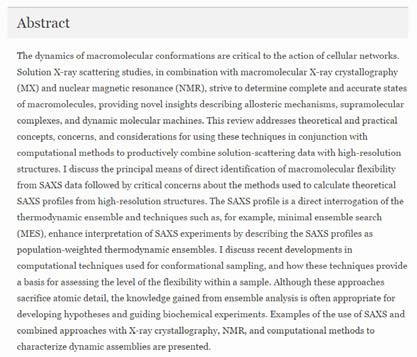 Abstract
The dynamics of macromolecular conformations are critical to the action of cellular networks.
Solution X-ray scattering studies, in combination with macromolecular X-ray crystallography
(MX) and nuclear magnetic resonance (NMR), strive to determine complete and accurate states
of macromolecules, providing novel insights describing allosteric mechanisms, supramolecular
complexes, and dynamic molecular machines. This review addresses theoretical and practical
concepts, concerns, and considerations for using these techniques in conjunction with
computational methods to productively combine solution-scattering data with high-resolution
structures. I discuss the principal means of direct identification of macromolecular flexibility
from SAXS data followed by critical concerns about the methods used to calculate theoretical
SAXS profiles from high-resolution structures. The SAXS profile is a direct interrogation of the
thermodynamic ensemble and techniques such as, for example, minimal ensemble search
(MES), enhance interpretation of SAXS experiments by describing the SAXS profiles as
population-weighted thermodynamic ensembles. I discuss recent developments in
computational techniques used for conformational sampling, and how these techniques provide
a basis for assessing the level of the flexibility within a sample. Although these approaches
sacrifice atomic detail, the knowledge gained from ensemble analysis is often appropriate for
developing hypotheses and guiding biochemical experiments. Examples of the use of SAXS and
combined approaches with X-ray crystallography, NMR, and computational methods to
characterize dynamic assemblies are presented.